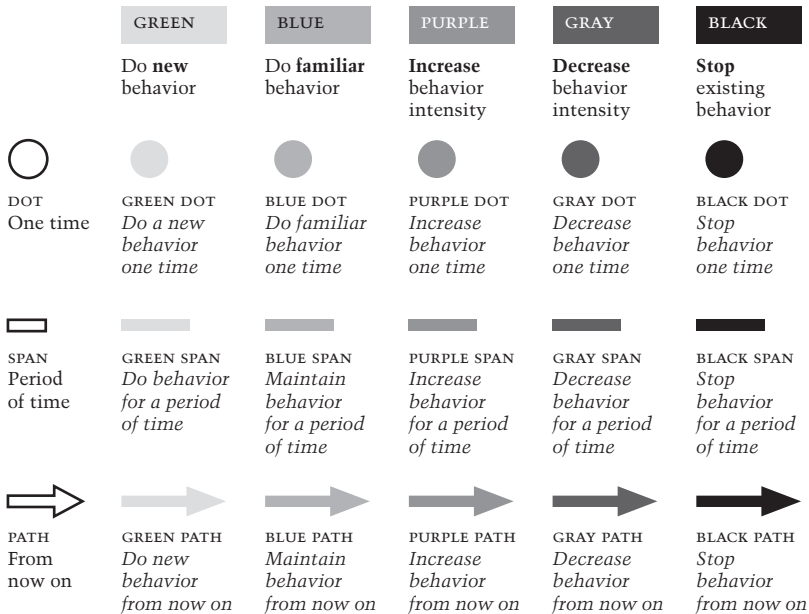 GREEN BLUE PURPLE GRAY BLACK
Do new Do familiar Increase Decrease Stop
behavior behavior behavior behavior existing
intensity intensity behavior
DOT GREEN DOT BLUE DOT PURPLE DOT GRAY DOT BLACK DOT
One time Do a new Do familiar Increase Decrease Stop
behavior behavior behavior behavior behavior
one time one time one time one time one time
SPAN GREEN SPAN BLUE SPAN PURPLE SPAN GRAY SPAN BLACK SPAN
Period Do behavior Maintain Increase Decrease Stop
of time for a period behavior behavior behavior behavior
of time for a period for a period for a period for a period
of time of time of time of time
PATH GREEN PATH BLUE PATH PURPLE PATH GRAY PATH BLACK PATH
From Do new Maintain Increase Decrease Stop
now on behavior behavior behavior behavior behavior
from now on from now on from now on from now on from now on